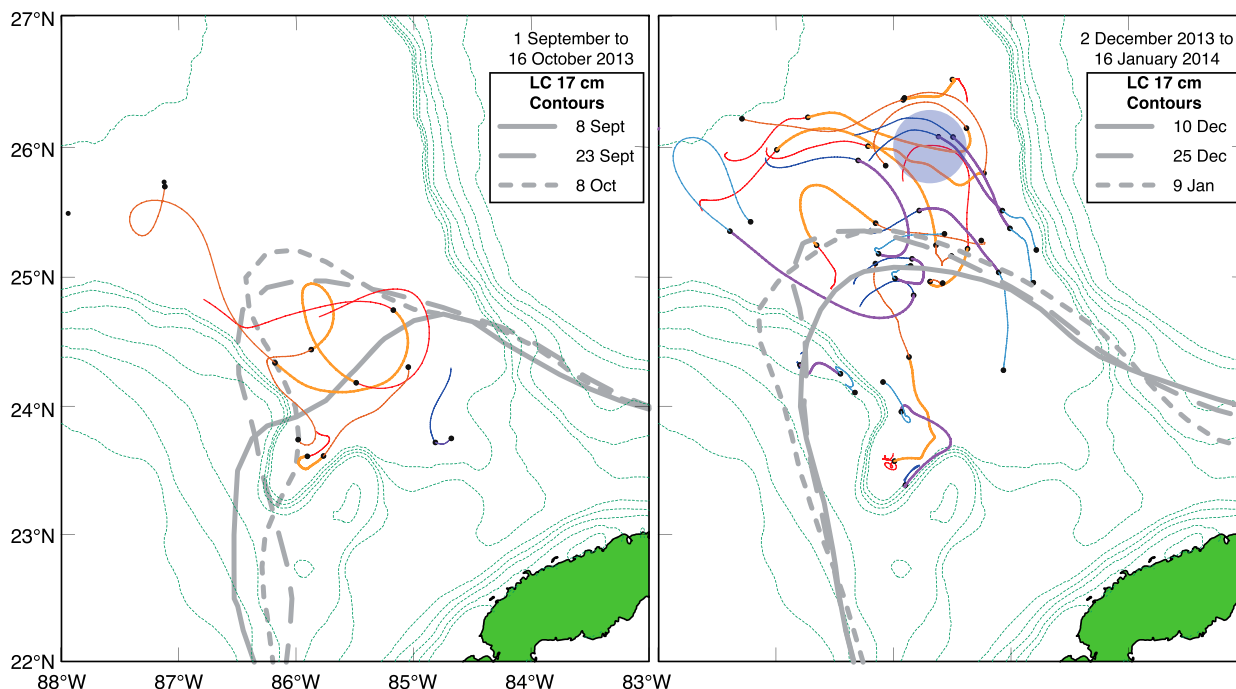 27°N
26°N
25°N
24°N
23°N
22°N
88°W
87°W
86°W
85°W
84°W
83°W
1 September to
16 October 2013
LC 17 cm
Contours
8 Sept
23 Sept
8 Oct
2 December 2013 to
16 January 2014
LC 17 cm
Contours
10 Dec
25 Dec
9 Jan